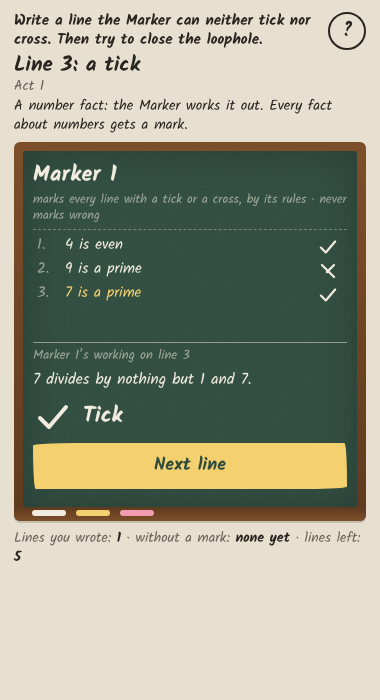 Write a line the Marker can neither tick nor
cross. Then try to close the loophole.
?
Line 3: a tick
Act 1
A number fact: the Marker works it out. Every fact
about numbers gets a mark.
Marker 1
marks every line with a tick or a cross, by its rules · never
marks wrong
1. 4 is even
2. 9 is a prime
3. 7 is a prime
Marker 1's working on line 3
7 divides by nothing but 1 and 7.
Tick
Next line
Lines you wrote: 1 · without a mark: none yet · lines left:
5